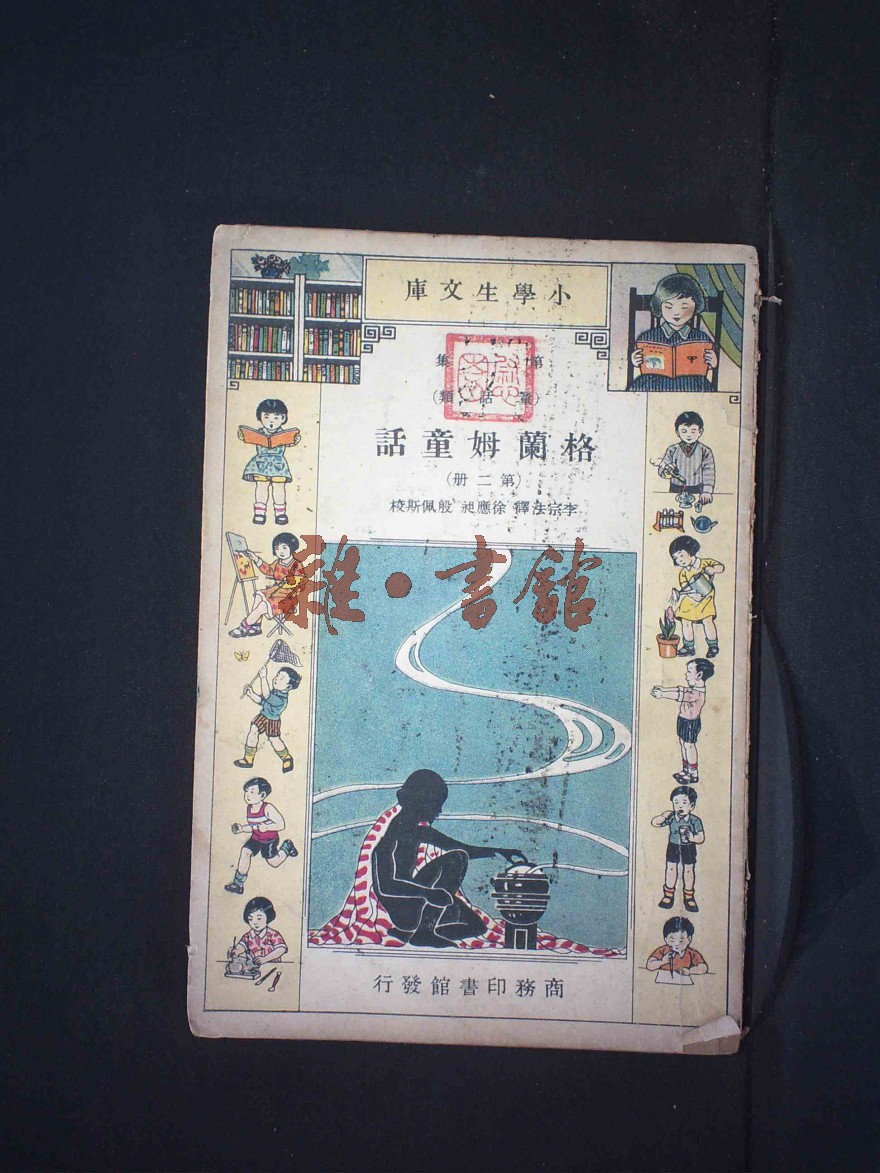 小學生文庫
第一集
(童話類)
格蘭姆童話
(第二册)
李宗法譯 徐應昶 殷佩斯校
雜·書館
商務印書館發行